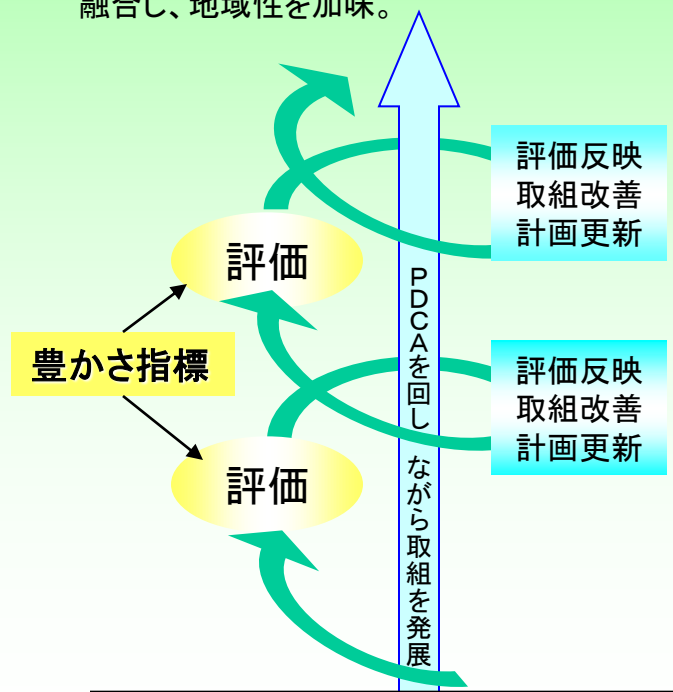 融合し、地域性を加味。
評価反映
取組改善
計画更新
評価
PDCAを回し ながら取組を発展
豊かさ指標
評価反映
取組改善
計画更新
評価